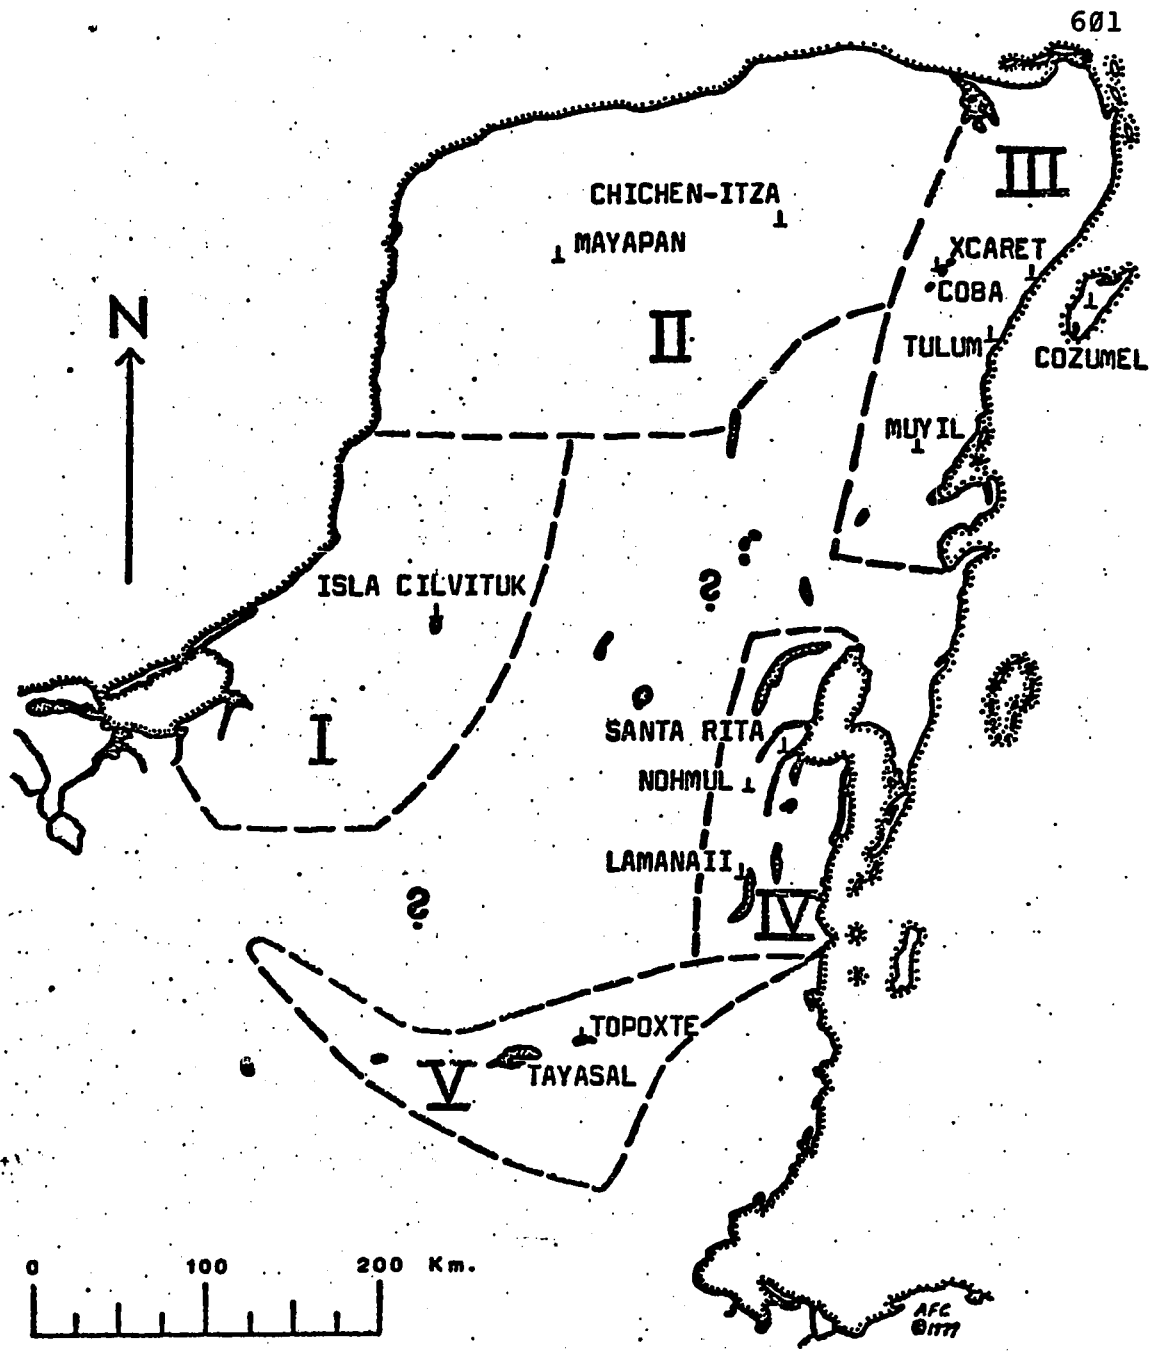 601
III
CHICHEN-ITZA
MAYAPAN
XCARET
COBA
N
II
TULUM
COZUMEL
MUYIL
?
ISLA CILVITUK
I
SANTA RITA
NOHMUL
LAMANAII
IV
?
TOPOXTE
V
TAYASAL
0 100 200 Km.
AFC
©1979